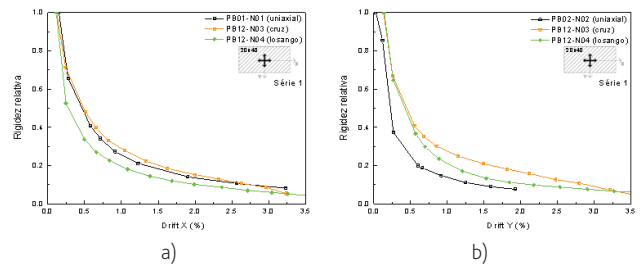 PB01-N01 (uniaxial)
PB12-N03 (cruz)
PB12-N04 (losango)
Série 1
Rigidez relativa
1.0
0.8
0.6
0.4
0.2
0.0
0.0 0.5 1.0 1.5 2.0 2.5 3.0 3.5
Drift X (%)
a)
PB02-N02 (uniaxial)
PB12-N03 (cruz)
PB12-N04 (losango)
Série 1
Rigidez relativa
1.0
0.8
0.6
0.4
0.2
0.0
0.0 0.5 1.0 1.5 2.0 2.5 3.0 3.5
Drift Y (%)
b)